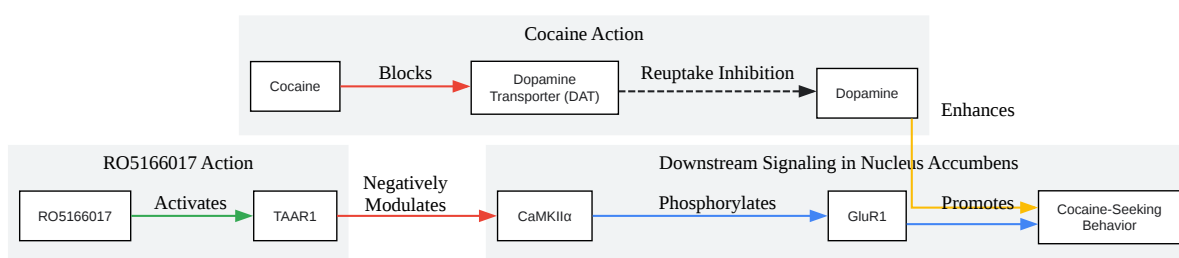 Cocaine Action
Cocaine
Blocks
Dopamine
Transporter (DAT)
Reuptake Inhibition
Dopamine
Enhances
RO5166017 Action
RO5166017
Activates
TAAR1
Negatively
Modulates
Downstream Signaling in Nucleus Accumbens
CaMKIIα
Phosphorylates
GluR1
Promotes
Cocaine-Seeking
Behavior